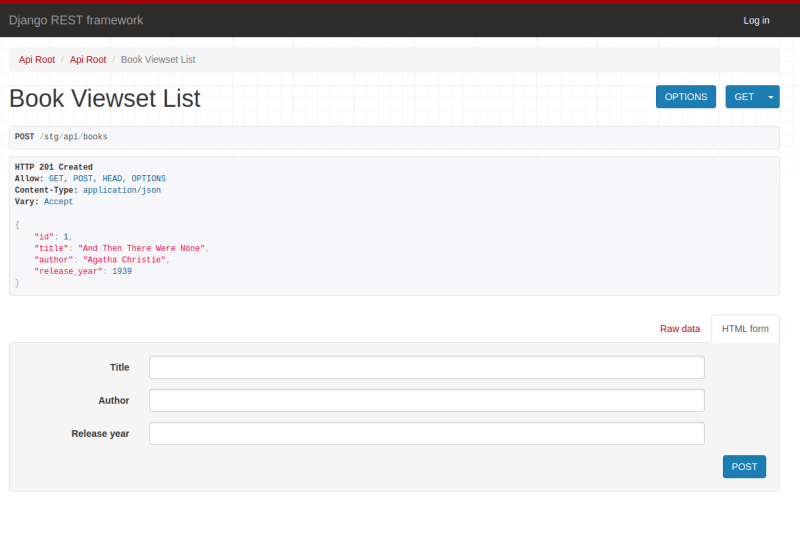 Django REST framework
Log in
Api Root / Api Root / Book Viewset List
Book Viewset List
OPTIONS
GET
POST /stg/api/books
HTTP 201 Created
Allow: GET, POST, HEAD, OPTIONS
Content-Type: application/json
Vary: Accept
{
    "id": 1,
    "title": "And Then There Were None",
    "author": "Agatha Christie",
    "release_year": 1939
}
Raw data
HTML form
Title
Author
Release year
POST